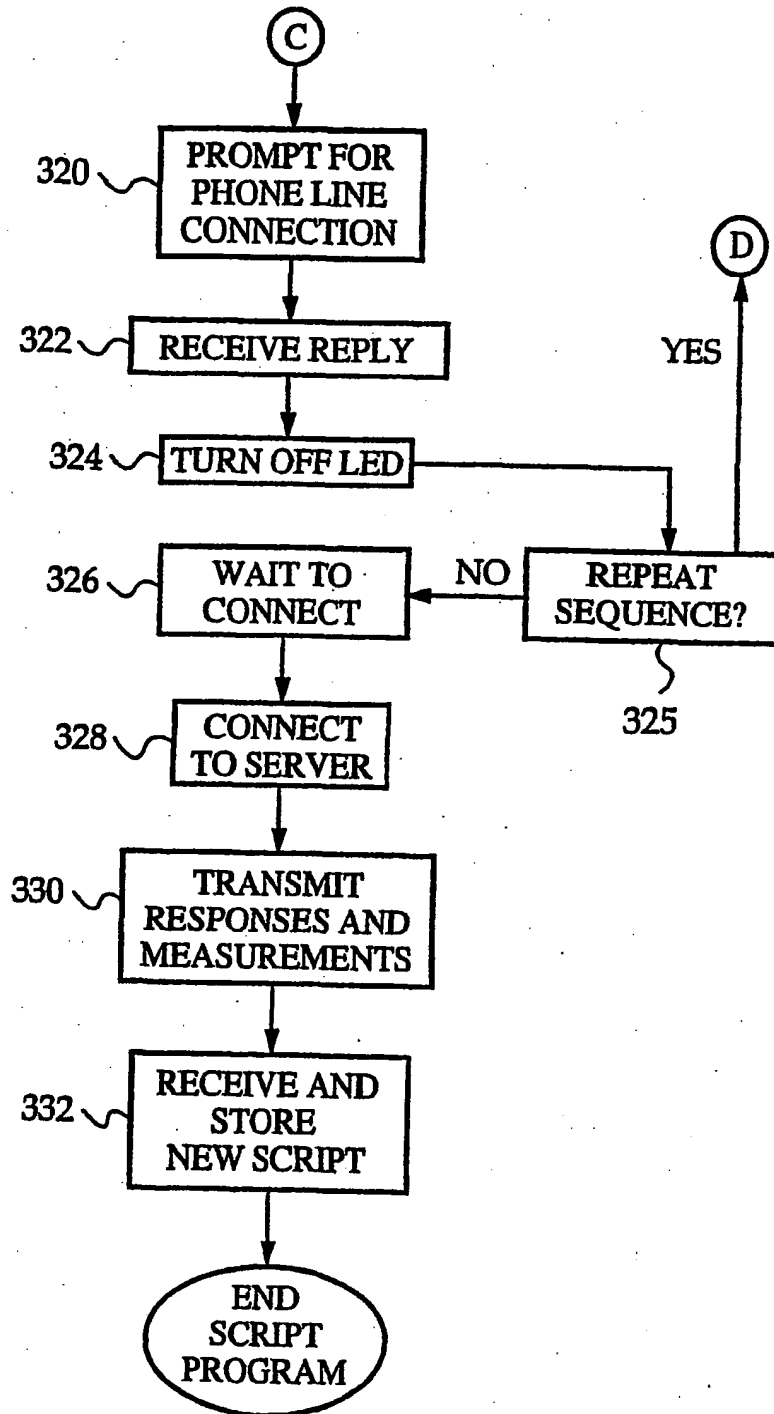 C
320
PROMPT FOR
PHONE LINE
CONNECTION
D
322
RECEIVE REPLY
YES
324
TURN OFF LED
326
WAIT TO
CONNECT
NO
REPEAT
SEQUENCE?
325
328
CONNECT
TO SERVER
330
TRANSMIT
RESPONSES AND
MEASUREMENTS
332
RECEIVE AND
STORE
NEW SCRIPT
END
SCRIPT
PROGRAM